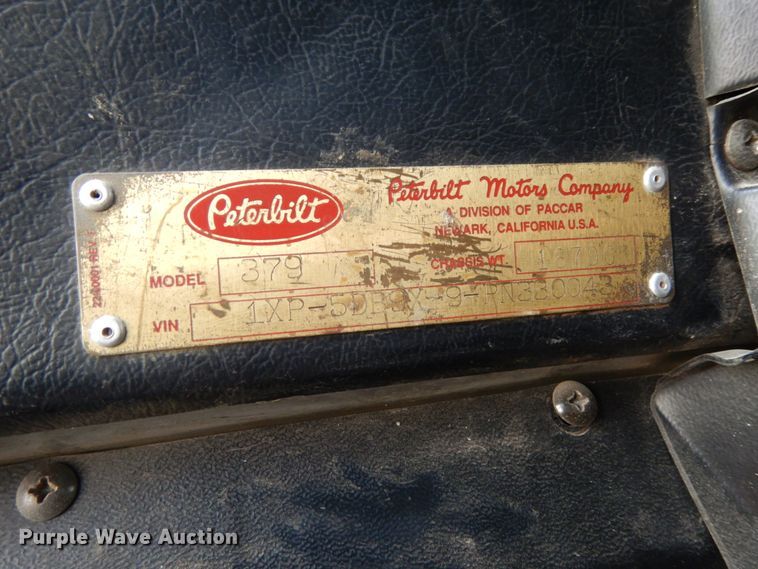 Peterbilt
Peterbilt Motors Company
A DIVISION OF PACCAR
NEWARK, CALIFORNIA U.S.A.
MODEL 379
CHASSIS WT.
VIN
Purple Wave Auction